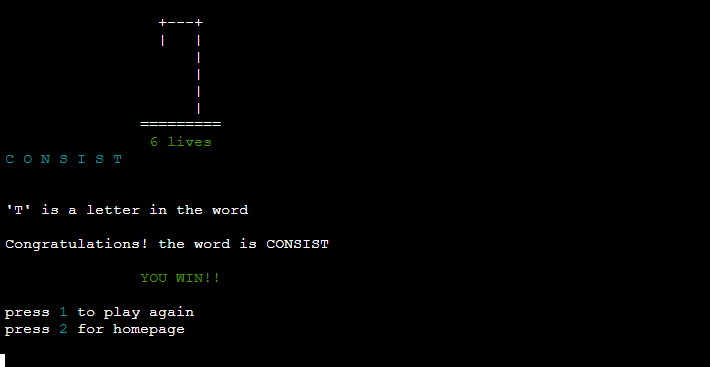 +---+
|   |
    |
    |
    |
    |
=========
6 lives
C O N S I S T
'T' is a letter in the word
Congratulations! the word is CONSIST
YOU WIN!!
press 1 to play again
press 2 for homepage